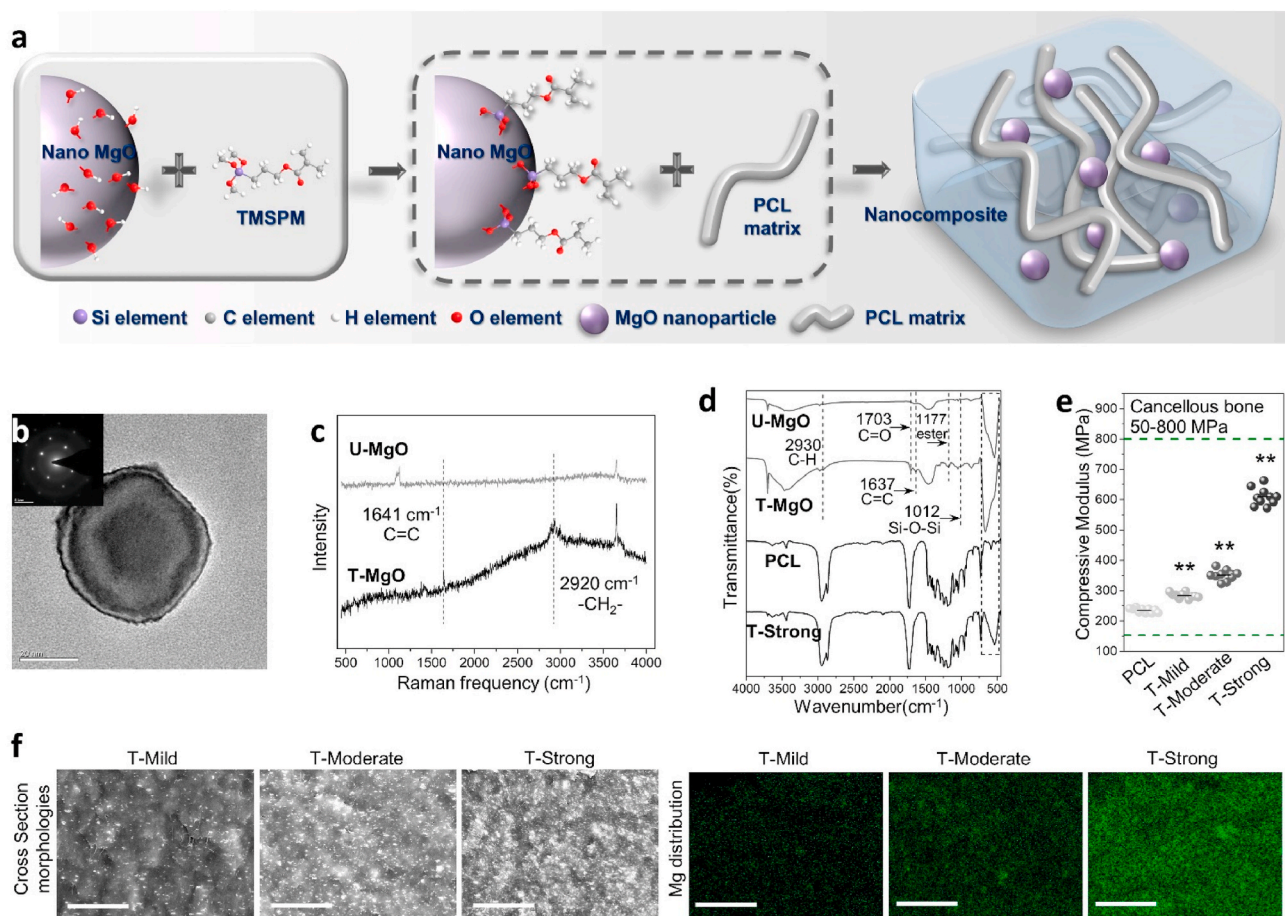 a
Nano MgO
TMSPM
Nano MgO
PCL
matrix
Nanocomposite
Si element
C element
H element
O element
MgO nanoparticle
PCL matrix
b
20 nm
c
U-MgO
1641 cm-1
C=C
T-MgO
2920 cm-1
-CH2-
Intensity
500 1000 1500 2000 2500 3000 3500 4000
Raman frequency (cm-1)
d
U-MgO
2930
C-H
1703
C=O
1177
ester
T-MgO
1637
C=C
1012
Si-O-Si
PCL
T-Strong
Transmittance(%)
4000 3500 3000 2500 2000 1500 1000 500
Wavenumber(cm-1)
e
Compressive Modulus (MPa)
900
800
700
600
500
400
300
200
100
Cancellous bone
50-800 MPa
**
**
**
PCL
T-Mild
T-Moderate
T-Strong
f
Cross Section
morphologies
T-Mild
T-Moderate
T-Strong
Mg distribution
T-Mild
T-Moderate
T-Strong